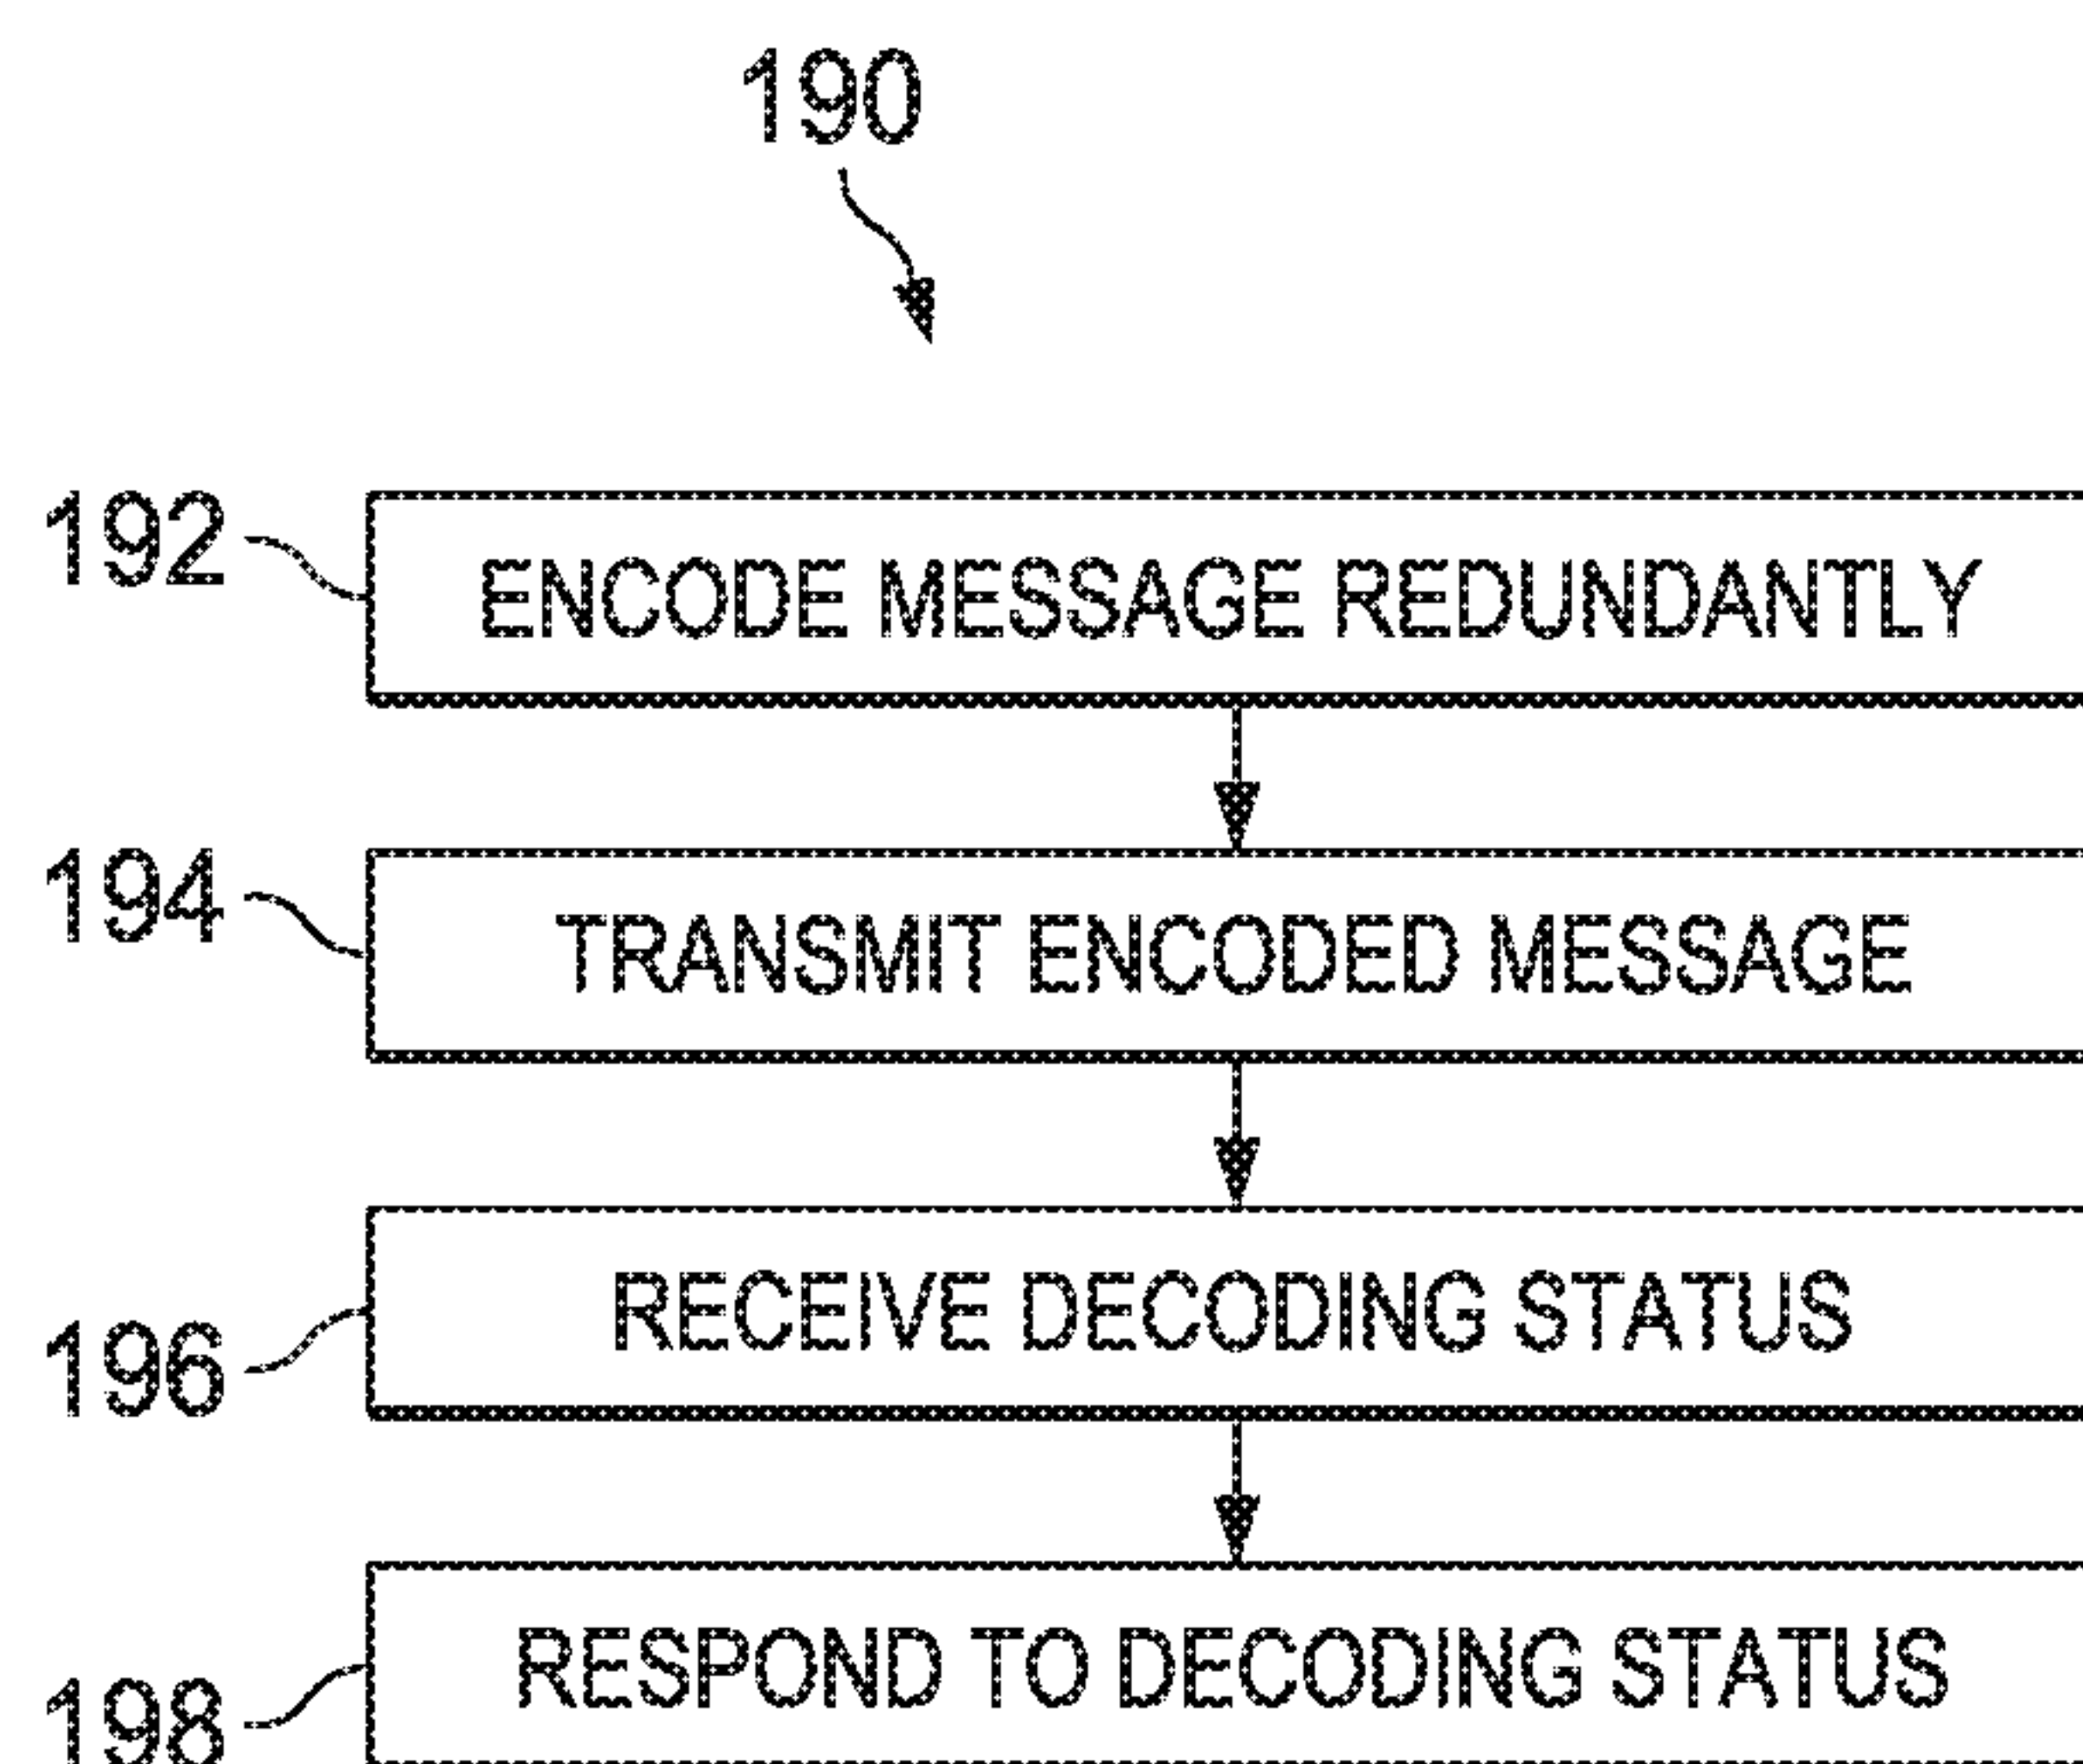 190
192 ENCODE MESSAGE REDUNDANTLY
194 TRANSMIT ENCODED MESSAGE
RECEIVE DECODING STATUS
196
RESPOND TO DECODING STATUS
198